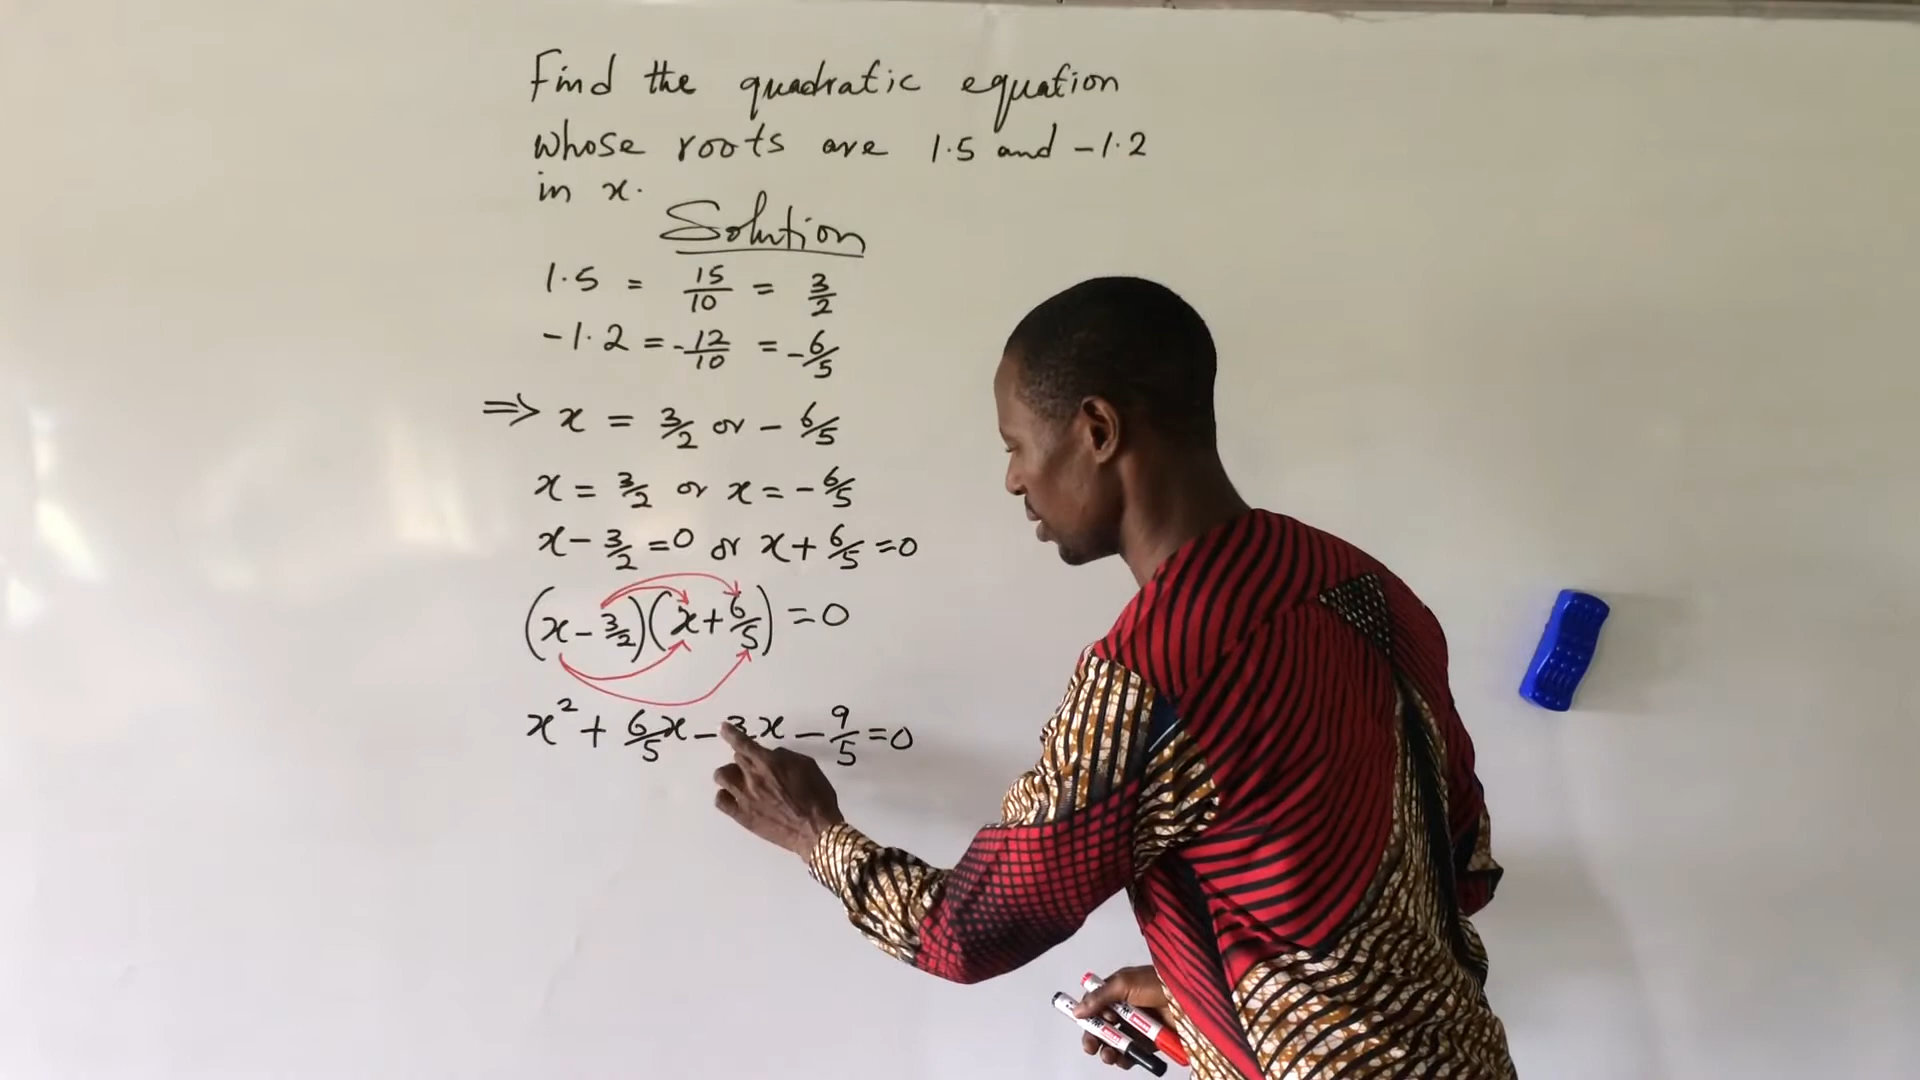 Find the quadratic equation
whose roots are 1.5 and -1.2
in x.
Solution
1.5 = 15/10 = 3/2
-1.2 = -12/10 = -6/5
⇒ x = 3/2 or - 6/5
x = 3/2 or x = -6/5
x - 3/2 = 0 or x + 6/5 = 0
(x - 3/2)(x + 6/5) = 0
x² + 6/5 x - 3 x - 9/5 = 0